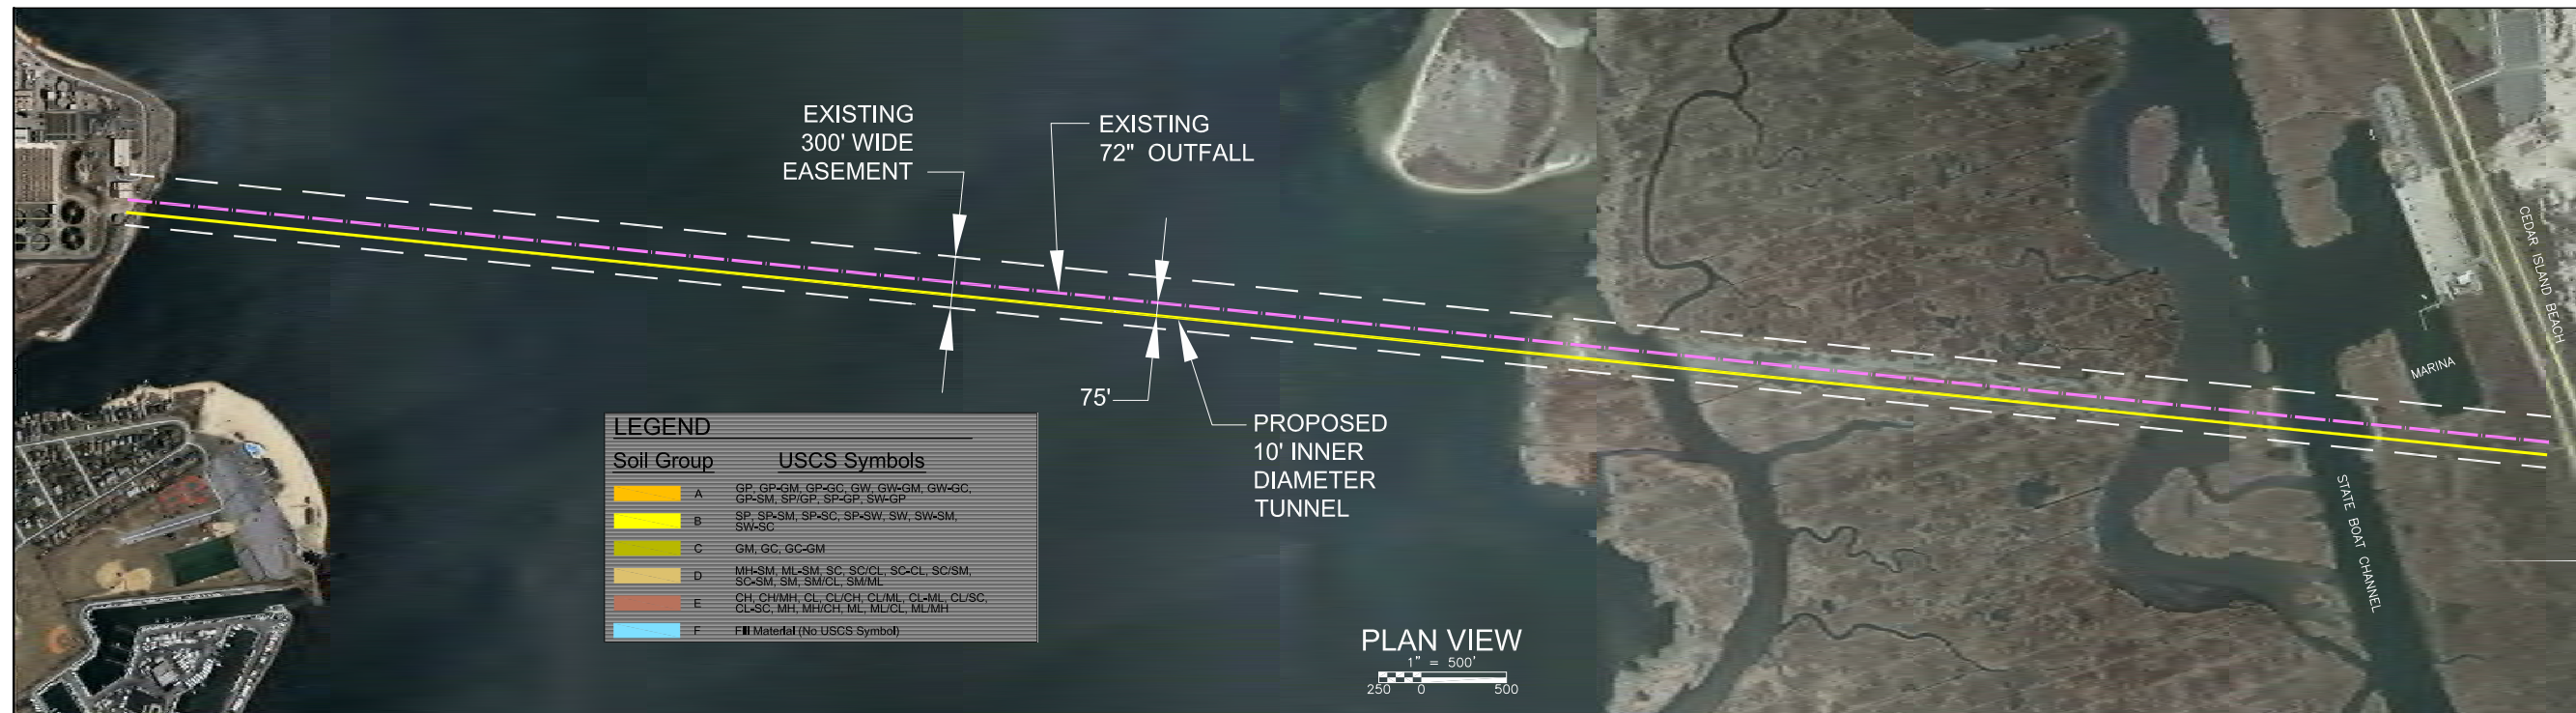 EXISTING
300' WIDE
EASEMENT
EXISTING
72" OUTFALL
75'
PROPOSED
10' INNER
DIAMETER
TUNNEL
LEGEND
Soil Group USCS Symbols
A GP, GP-GM, GP-GC, GW, GW-GM, GW-GC,
GP-SM, SP/GP, SP-GP, SW-GP
B SP, SP-SM, SP-SC, SP-SW, SW, SW-SM,
SW-SC
C GM, GC, GC-GM
D MH-SM, ML-SM, SC, SC/CL, SC-CL, SC/SM,
SC-SM, SM, SM/CL, SM/ML
E CH, CH/MH, CL, CL/CH, CL/ML, CL-ML, CL/SC,
CL-SC, MH, MH/CH, ML, ML/CL, ML/MH
F Fill Material (No USCS Symbol)
PLAN VIEW
1" = 500'
250 0 500
CEDAR ISLAND BEACH
MARINA
STATE BOAT CHANNEL